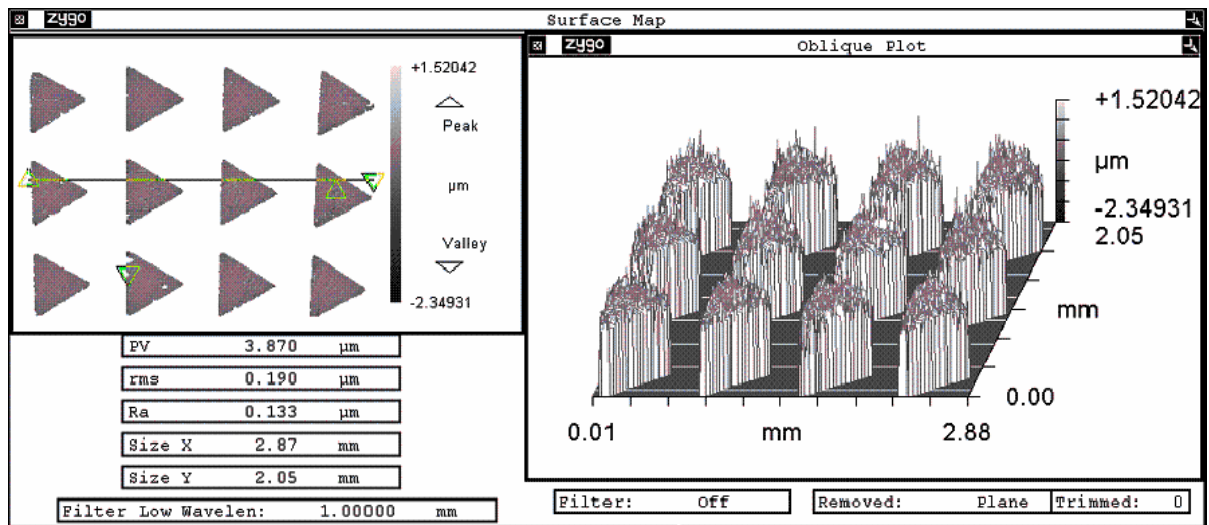 zygo
Surface Map
+1.52042
Peak
µm
Valley
-2.34931
zygo
Oblique Plot
+1.52042
µm
-2.34931
2.05
mm
0.00
0.01 mm 2.88
PV 3.870 µm
rms 0.190 µm
Ra 0.133 µm
Size X 2.87 mm
Size Y 2.05 mm
Filter Low Wavelen: 1.00000 mm
Filter: Off
Removed: Plane
Trimmed: 0